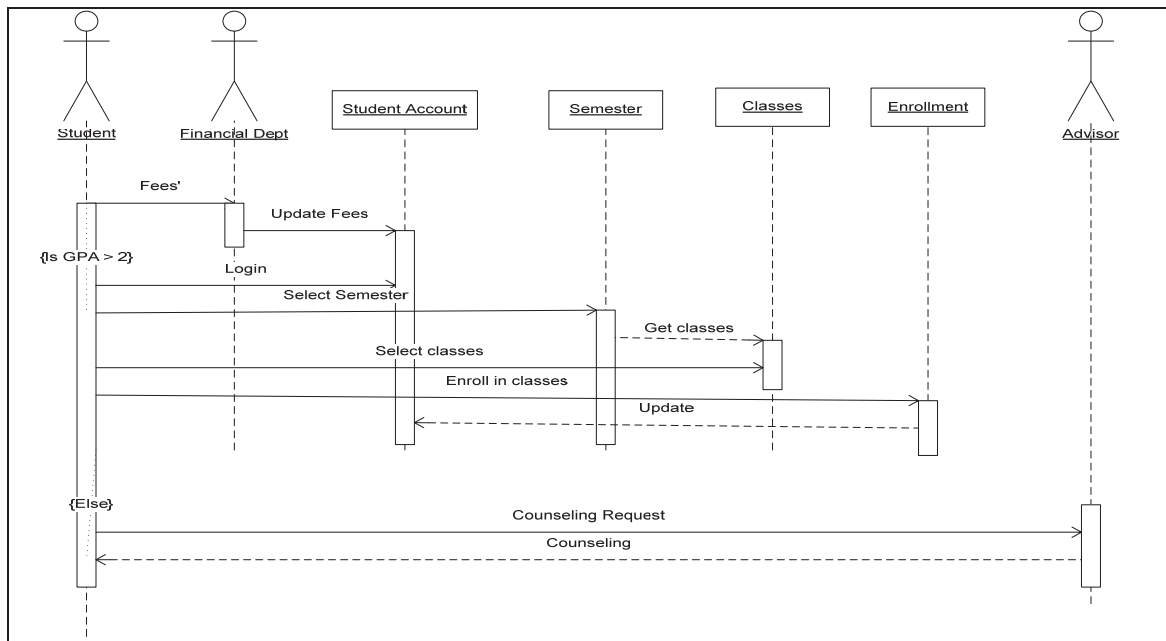 Student Account
Semester
Classes
Enrollment
Student
Financial Dept
Advisor
Fees'
Update Fees
{Is GPA > 2}
Login
Select Semester
Get classes
Select classes
Enroll in classes
Update
{Else}
Counseling Request
Counseling